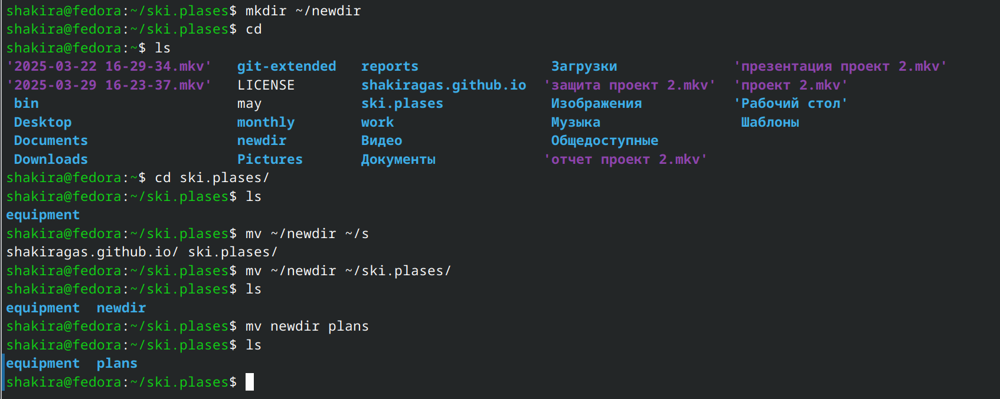 shakira@fedora:~/ski.plases$ mkdir ~/newdir
shakira@fedora:~/ski.plases$ cd
shakira@fedora:~$ ls
'2025-03-22 16-29-34.mkv'   git-extended   reports                Загрузки              'презентация проект 2.mkv'
'2025-03-29 16-23-37.mkv'   LICENSE        shakiragas.github.io  'защита проект 2.mkv'  'проект 2.mkv'
 bin                        may            ski.plases             Изображения           'Рабочий стол'
 Desktop                    monthly        work                   Музыка                 Шаблоны
 Documents                  newdir         Видео                  Общедоступные
 Downloads                  Pictures       Документы             'отчет проект 2.mkv'
shakira@fedora:~$ cd ski.plases/
shakira@fedora:~/ski.plases$ ls
equipment
shakira@fedora:~/ski.plases$ mv ~/newdir ~/s
shakiragas.github.io/ ski.plases/
shakira@fedora:~/ski.plases$ mv ~/newdir ~/ski.plases/
shakira@fedora:~/ski.plases$ ls
equipment  newdir
shakira@fedora:~/ski.plases$ mv newdir plans
shakira@fedora:~/ski.plases$ ls
equipment  plans
shakira@fedora:~/ski.plases$